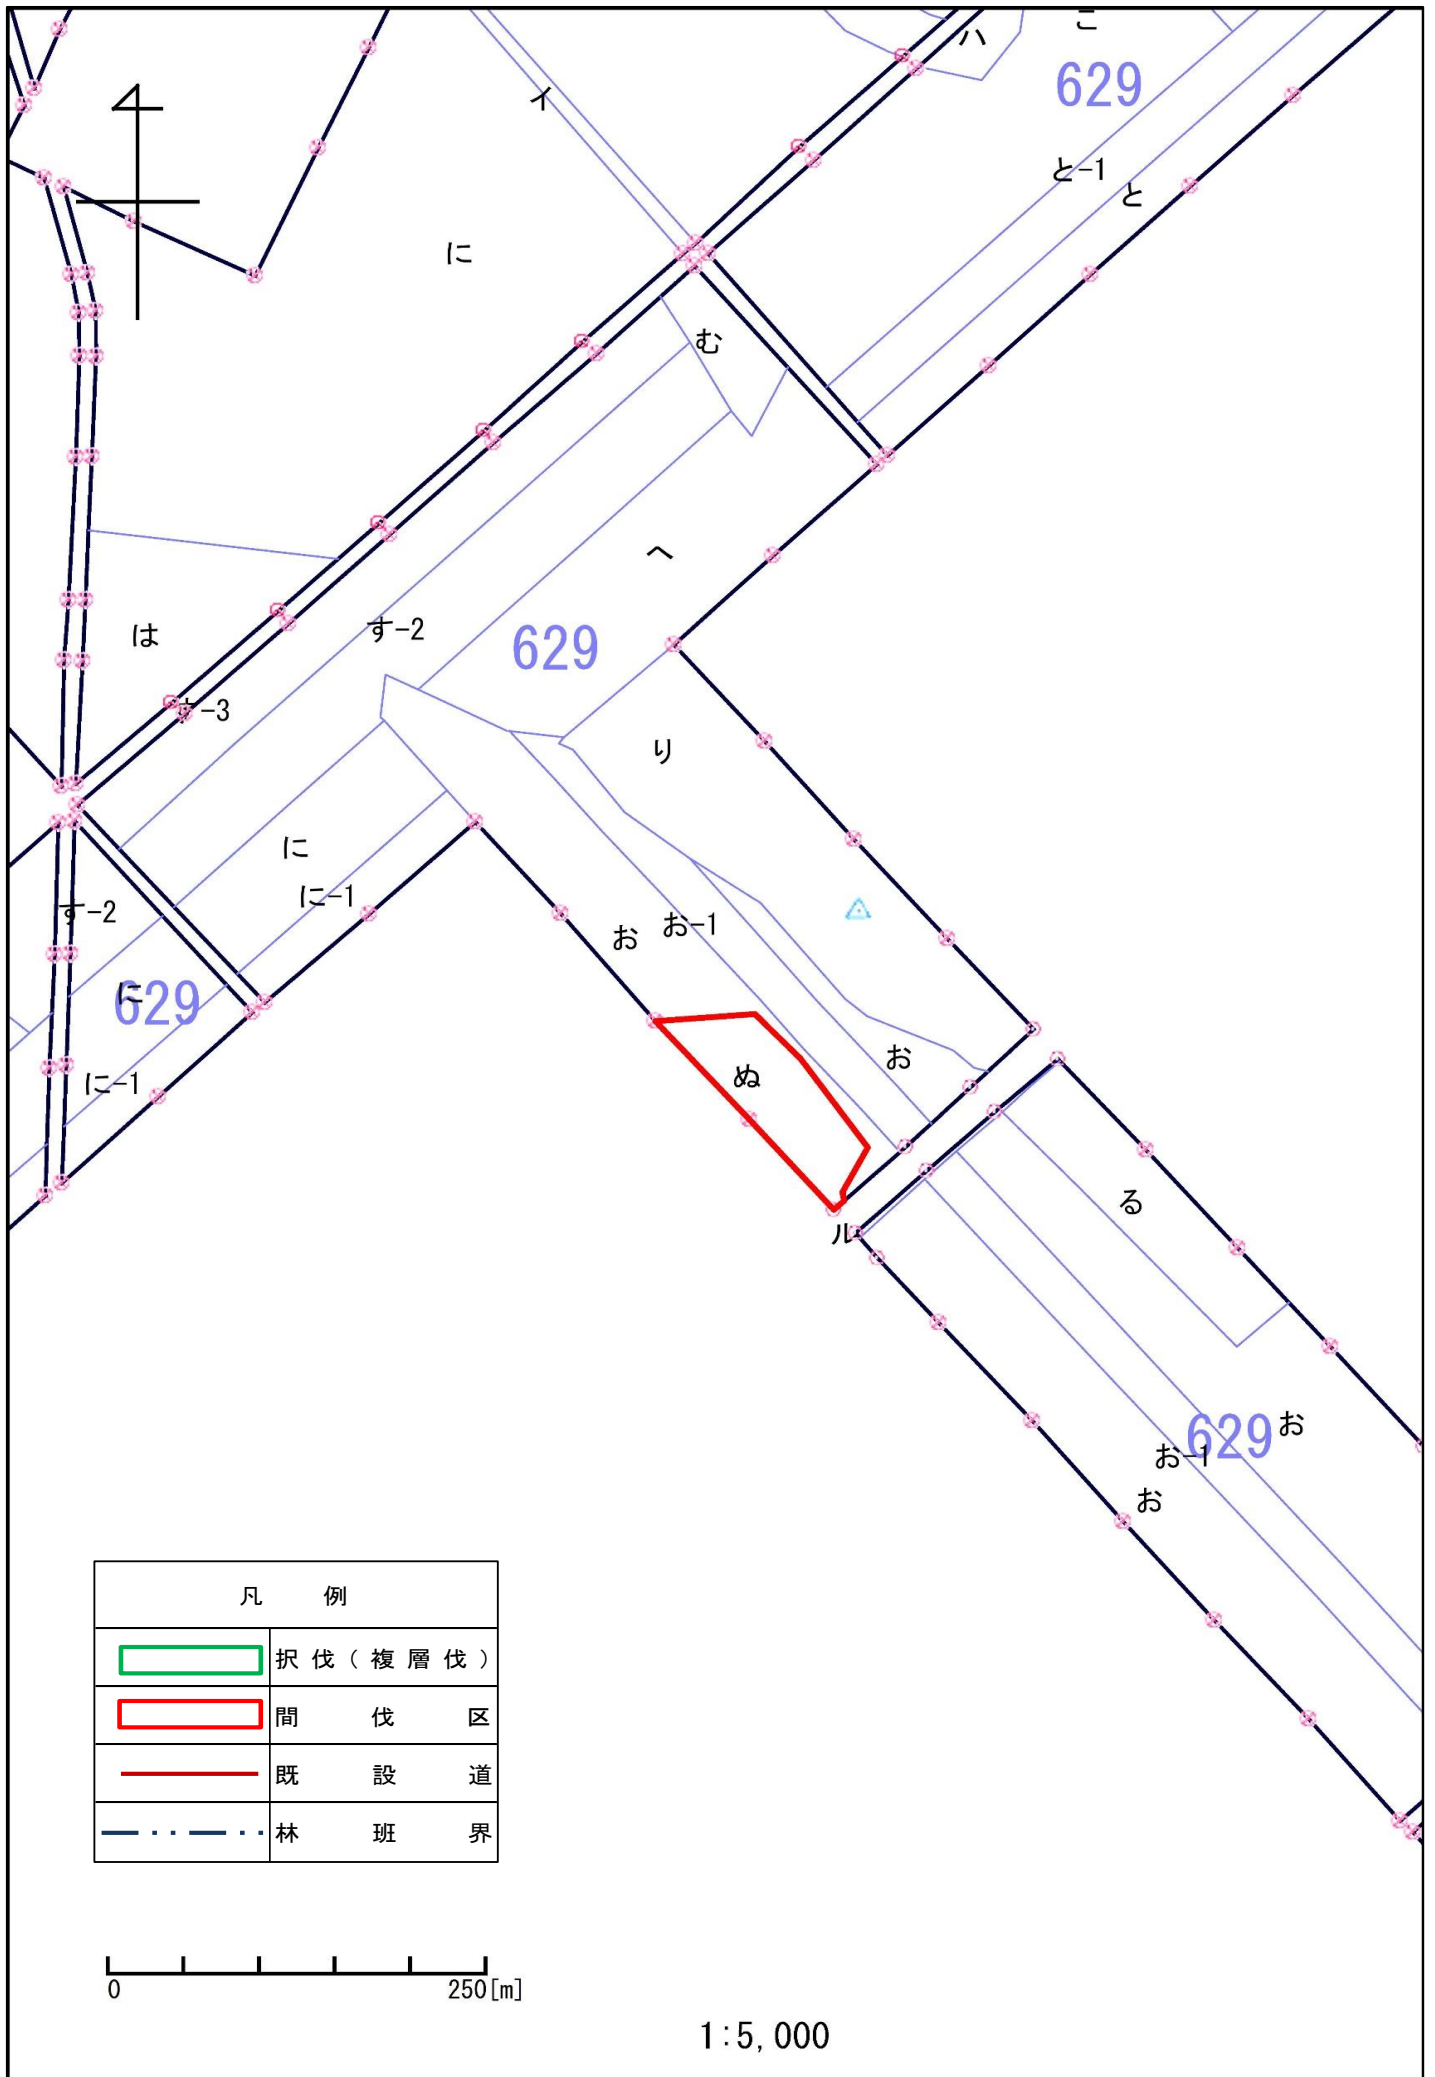 こ
ハ
629
イ
と-1
と
に
む
へ
す-2
629
は
-3
り
に
に-1
す-2
お
お-1
に
629
お
ぬ
に-1
る
ル
お
629
お-1
お
凡 例
択伐(複層伐)
間 伐 区
既 設 道
林 班 界
0 250[m]
1:5,000